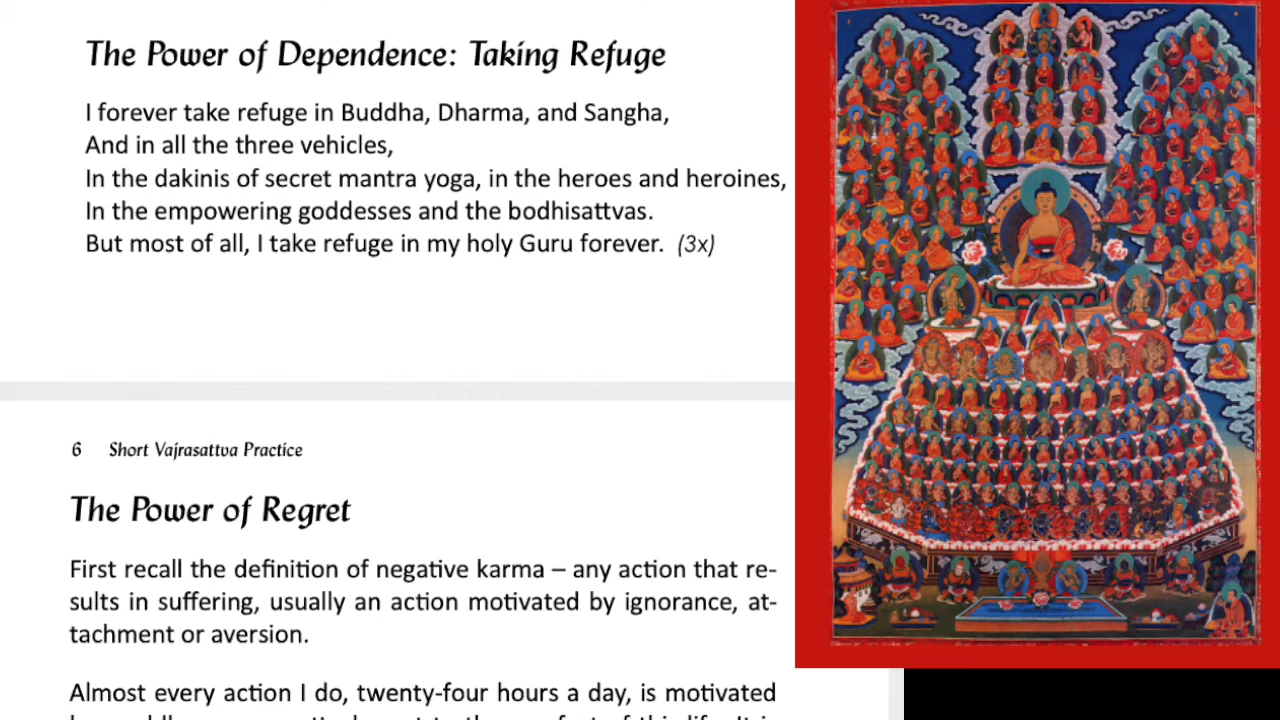 The Power of Dependence: Taking Refuge
I forever take refuge in Buddha, Dharma, and Sangha,
And in all the three vehicles,
In the dakinis of secret mantra yoga, in the heroes and heroines,
In the empowering goddesses and the bodhisattvas.
But most of all, I take refuge in my holy Guru forever. (3x)
6 Short Vajrasattva Practice
The Power of Regret
First recall the definition of negative karma – any action that re-
sults in suffering, usually an action motivated by ignorance, at-
tachment or aversion.
Almost every action I do, twenty-four hours a day, is motivated